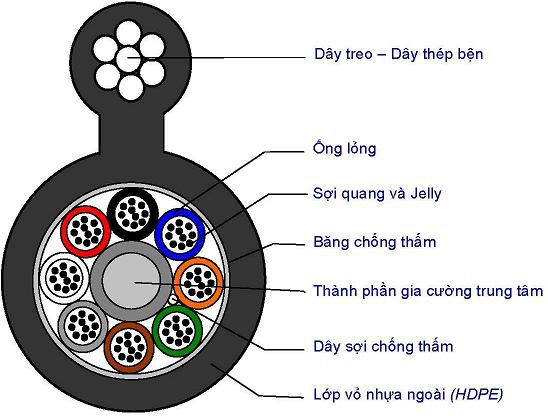 Dây treo – Dây thép bện
Ống lỏng
Sợi quang và Jelly
Băng chống thấm
Thành phần gia cường trung tâm
Dây sợi chống thấm
Lớp vỏ nhựa ngoài (HDPE)